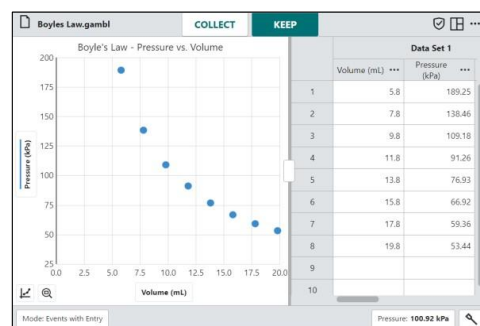 Boyles Law.gambl
COLLECT
KEEP
Boyle's Law - Pressure vs. Volume
200
175
150
125
100
75
50
25
Pressure (kPa)
0.0 2.5 5.0 7.5 10.0 12.5 15.0 17.5 20.0
Volume (mL)
Data Set 1
Volume (mL) Pressure (kPa)
1 5.8 189.25
2 7.8 138.46
3 9.8 109.18
4 11.8 91.26
5 13.8 76.93
6 15.8 66.92
7 17.8 59.36
8 19.8 53.44
9
10
Mode: Events with Entry
Pressure: 100.92 kPa